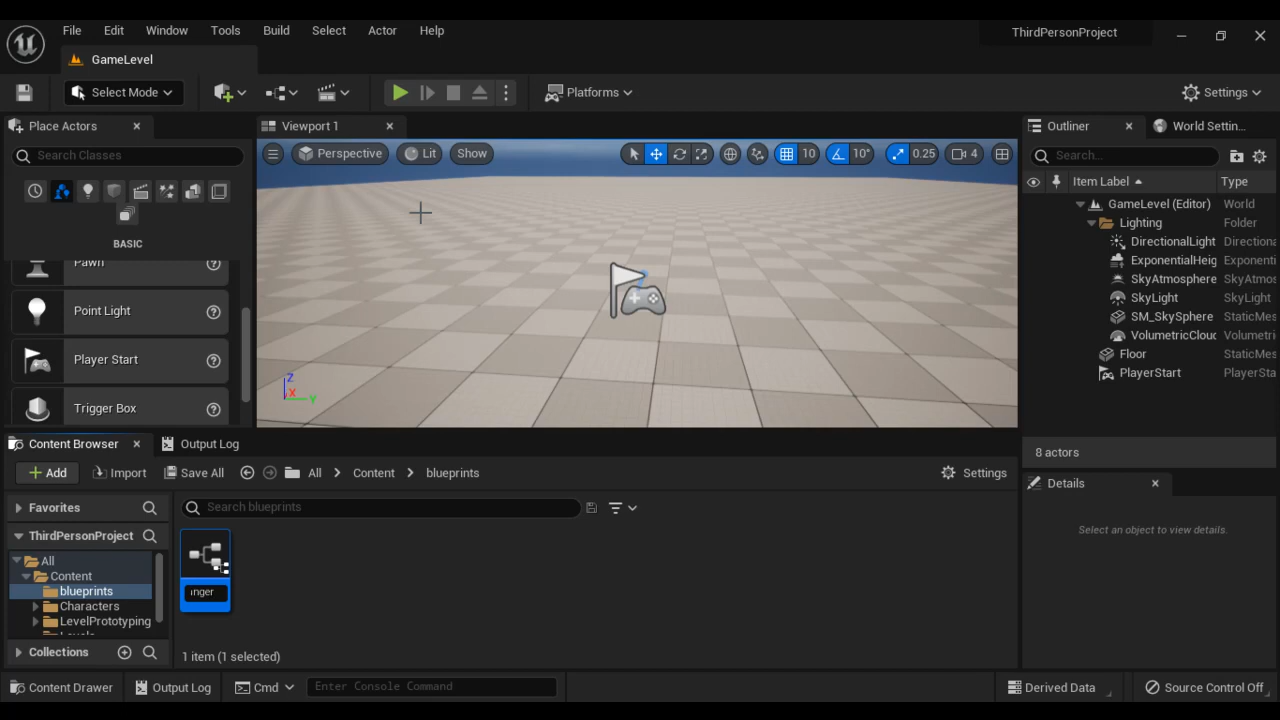 File Edit Window Tools Build Select Actor Help ThirdPersonProject
GameLevel
Select Mode Platforms Settings
Place Actors Viewport 1 Outliner World Settin...
Search Classes Perspective Lit Show 10 10° 0.25 4 Search...
Item Label Type
GameLevel (Editor) World
Lighting Folder
DirectionalLight Directiona
BASIC
ExponentialHeig Exponenti
Pawn
SkyAtmosphere SkyAtmos
SkyLight SkyLight
Point Light
SM_SkySphere StaticMes
VolumetricCloud Volumetri
Floor StaticMes
Player Start
PlayerStart PlayerSta
Z
X Y
Trigger Box
Content Browser Output Log
8 actors
Add Import Save All All Content blueprints Settings
Details
Favorites Search blueprints
Select an object to view details.
ThirdPersonProject
All
Content
blueprints
nger
Characters
LevelPrototyping
Levels
Collections 1 item (1 selected)
Content Drawer Output Log Cmd Enter Console Command Derived Data Source Control Off